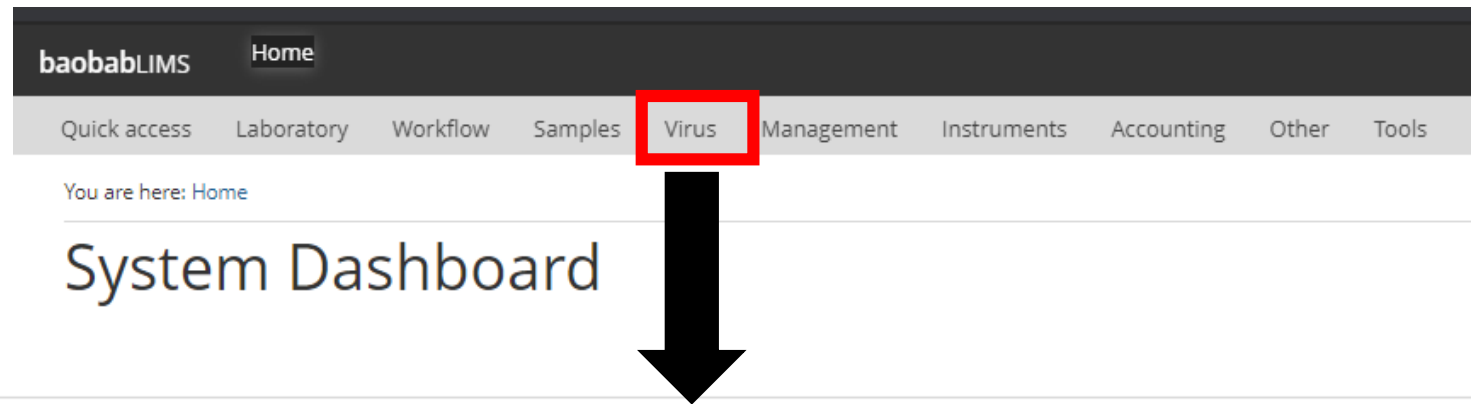 baobabLIMS Home
Quick access Laboratory Workflow Samples Virus Management Instruments Accounting Other Tools
You are here: Home
System Dashboard